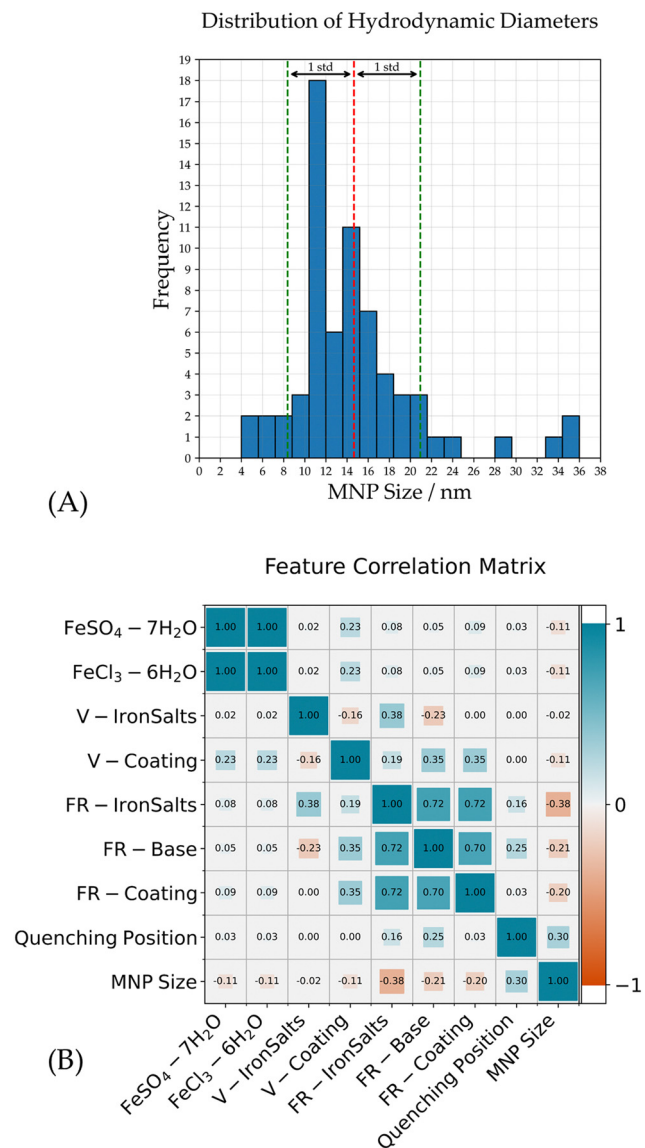 Distribution of Hydrodynamic Diameters
1 std 1 std
19
18
17
16
15
14
13
12
11
10
9
8
7
6
5
4
3
2
1
0
Frequency
0 2 4 6 8 10 12 14 16 18 20 22 24 26 28 30 32 34 36 38
MNP Size / nm
(A)
Feature Correlation Matrix
FeSO₄ − 7H₂O 1.00 1.00 0.02 0.23 0.08 0.05 0.09 0.03 -0.11
FeCl₃ − 6H₂O 1.00 1.00 0.02 0.23 0.08 0.05 0.09 0.03 -0.11
V − IronSalts 0.02 0.02 1.00 -0.16 0.38 -0.23 0.00 0.00 -0.02
V − Coating 0.23 0.23 -0.16 1.00 0.19 0.35 0.35 0.00 -0.11
FR − IronSalts 0.08 0.08 0.38 0.19 1.00 0.72 0.72 0.16 -0.38
FR − Base 0.05 0.05 -0.23 0.35 0.72 1.00 0.70 0.25 -0.21
FR − Coating 0.09 0.09 0.00 0.35 0.72 0.70 1.00 0.03 -0.20
Quenching Position 0.03 0.03 0.00 0.00 0.16 0.25 0.03 1.00 0.30
MNP Size -0.11 -0.11 -0.02 -0.11 -0.38 -0.21 -0.20 0.30 1.00
1
0
−1
FeSO₄ − 7H₂O
FeCl₃ − 6H₂O
V − IronSalts
V − Coating
FR − IronSalts
FR − Base
FR − Coating
Quenching Position
MNP Size
(B)